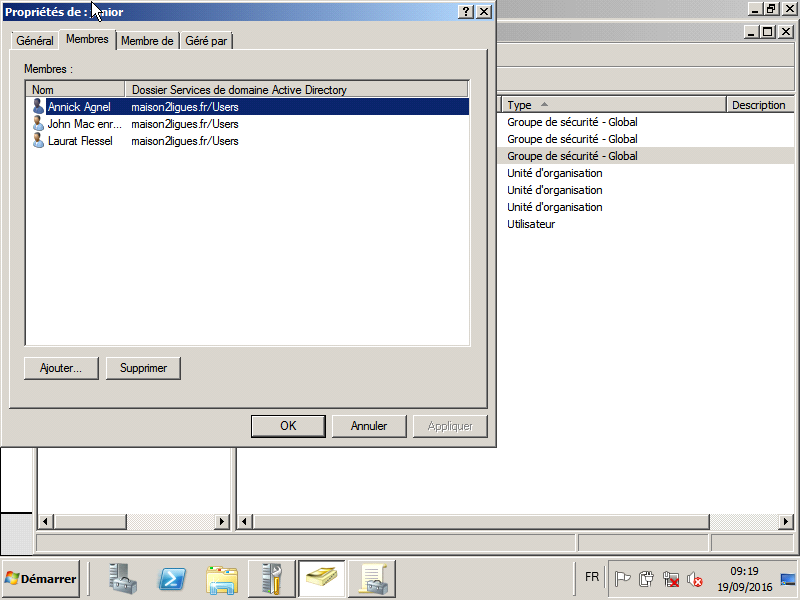 Propriétés de :
Général
Membres
Membre de
Géré par
Membres :
Nom
Dossier Services de domaine Active Directory
Annick Agnel
maison2ligues.fr/Users
John Mac enr...
maison2ligues.fr/Users
Laurat Flessel
maison2ligues.fr/Users
Ajouter...
Supprimer
OK
Annuler
Appliquer
Type
Description
Groupe de sécurité - Global
Groupe de sécurité - Global
Groupe de sécurité - Global
Unité d'organisation
Unité d'organisation
Unité d'organisation
Utilisateur
Démarrer
FR
09:19
19/09/2016